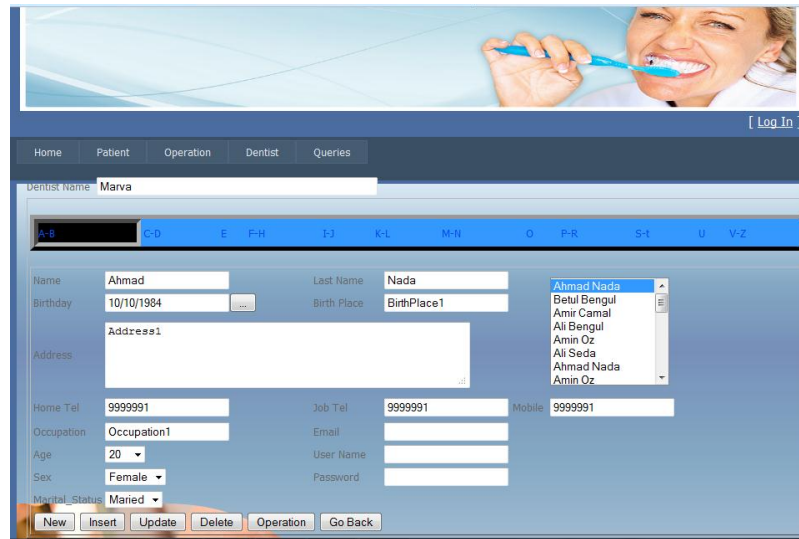 [ Log In ]
Home Patient Operation Dentist Queries
Dentist Name Marva
A-B C-D E F-H I-J K-L M-N O P-R S-t U V-Z
Name Ahmad Last Name Nada
Birthday 10/10/1984 ... Birth Place BirthPlace1
Address Address1
Ahmad Nada
Betul Bengul
Amir Camal
Ali Bengul
Amin Oz
Ali Seda
Ahmad Nada
Amin Oz
Home Tel 9999991 Job Tel 9999991 Mobile 9999991
Occupation Occupation1 Email
Age 20 User Name
Sex Female Password
Marital_Status Maried
New Insert Update Delete Operation Go Back